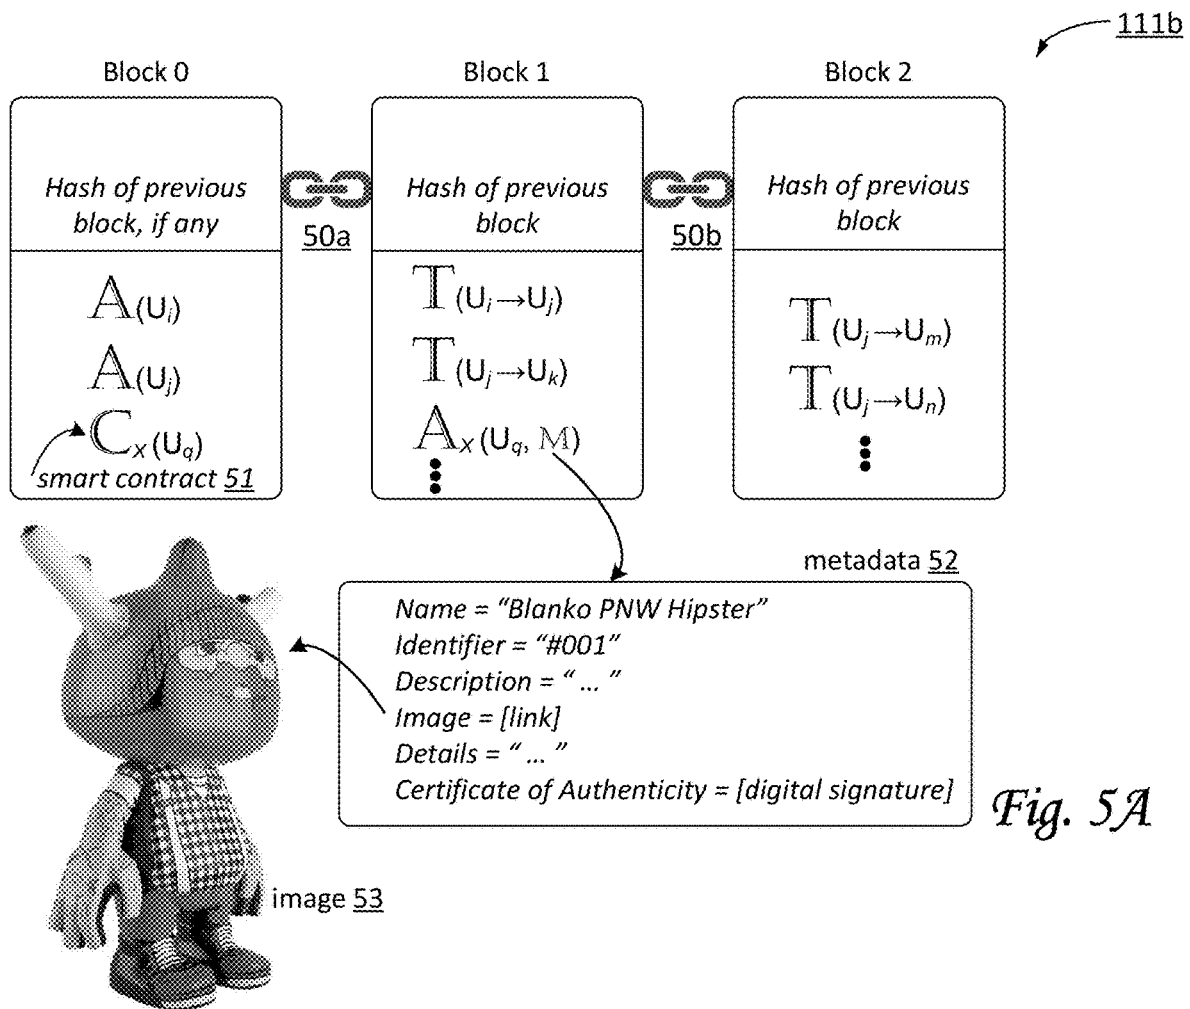 111b
Block 0
Block 1
Block 2
Hash of previous
block, if any
50a
Hash of previous
block
50b
Hash of previous
block
𝔸(Uᵢ)
𝔸(Uⱼ)
ℂₓ(U_q)
smart contract 51
𝕋(Uᵢ→Uⱼ)
𝕋(Uⱼ→Uₖ)
𝔸ₓ(U_q, M)
𝕋(Uⱼ→Uₘ)
𝕋(Uⱼ→Uₙ)
metadata 52
Name = “Blanko PNW Hipster”
Identifier = “#001”
Description = “ ... ”
Image = [link]
Details = “ ... ”
Certificate of Authenticity = [digital signature]
Fig. 5A
image 53